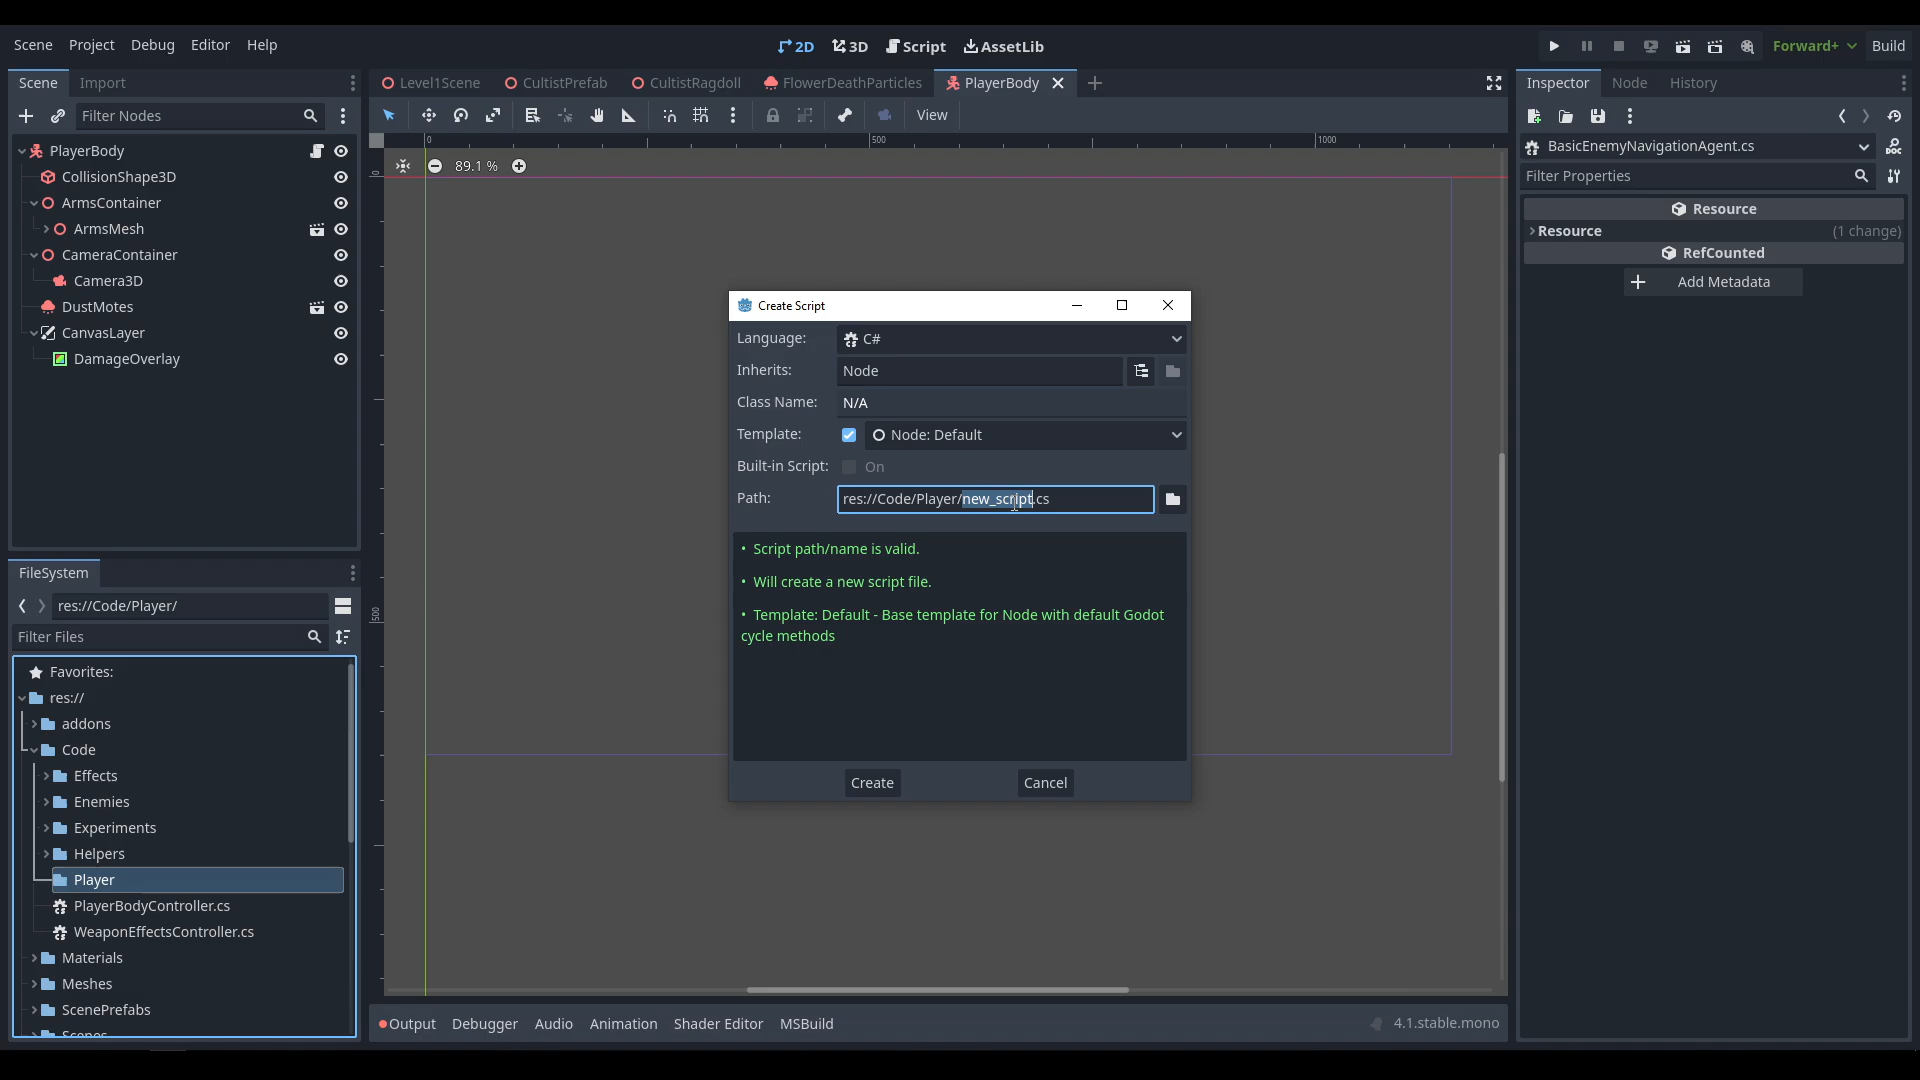 Scene Project Debug Editor Help
2D 3D Script AssetLib
Forward+ Build
Scene Import
Level1Scene CultistPrefab CultistRagdoll FlowerDeathParticles PlayerBody
Inspector Node History
Filter Nodes
View
BasicEnemyNavigationAgent.cs
Filter Properties
Resource
Resource (1 change)
RefCounted
Add Metadata
0 500 1000
0
500
89.1 %
PlayerBody
CollisionShape3D
ArmsContainer
ArmsMesh
CameraContainer
Camera3D
DustMotes
CanvasLayer
DamageOverlay
Create Script
Language: C#
Inherits: Node
Class Name: N/A
Template: Node: Default
Built-in Script: On
Path: res://Code/Player/new_script.cs
• Script path/name is valid.
• Will create a new script file.
• Template: Default - Base template for Node with default Godot
cycle methods
Create Cancel
FileSystem
res://Code/Player/
Filter Files
Favorites:
res://
addons
Code
Effects
Enemies
Experiments
Helpers
Player
PlayerBodyController.cs
WeaponEffectsController.cs
Materials
Meshes
ScenePrefabs
Scenes
Output Debugger Audio Animation Shader Editor MSBuild
4.1.stable.mono